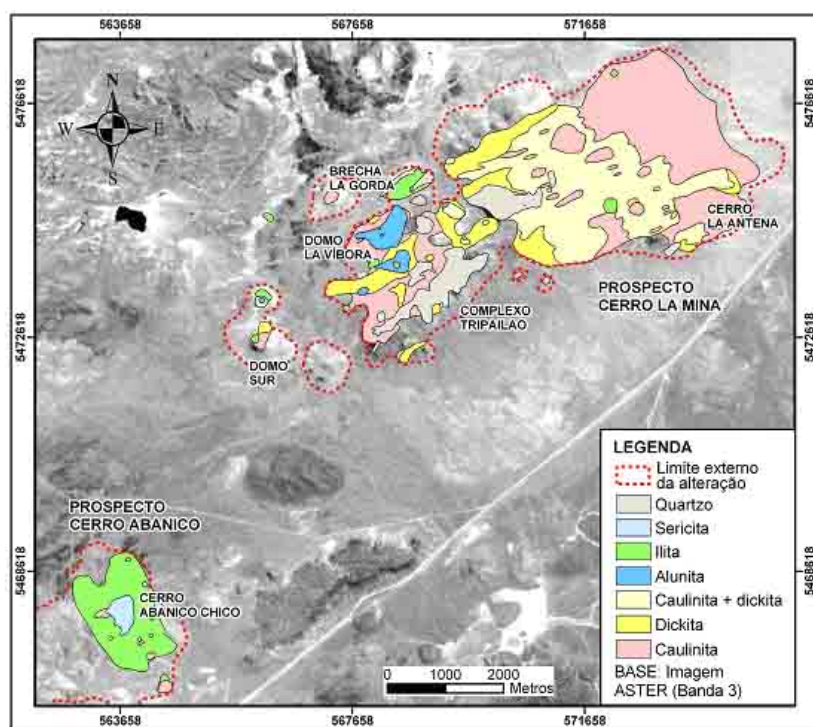 563658
567658
571658
5476618
5476618
N
W
E
S
BRECHA
LA GORDA
DOMO
LA VÍBORA
CERRO
LA ANTENA
PROSPECTO
CERRO LA MINA
COMPLEXO
TRIPAILAO
5472618
5472618
DOMO
SUR
PROSPECTO
CERRO ABANICO
CERRO
ABANICO CHICO
5468618
5468618
LEGENDA
Limite externo
da alteração
Quartzo
Sericita
Ilita
Alunita
Caulinita + dickita
Dickita
Caulinita
BASE: Imagem
ASTER (Banda 3)
0 1000 2000
Metros
563658
567658
571658